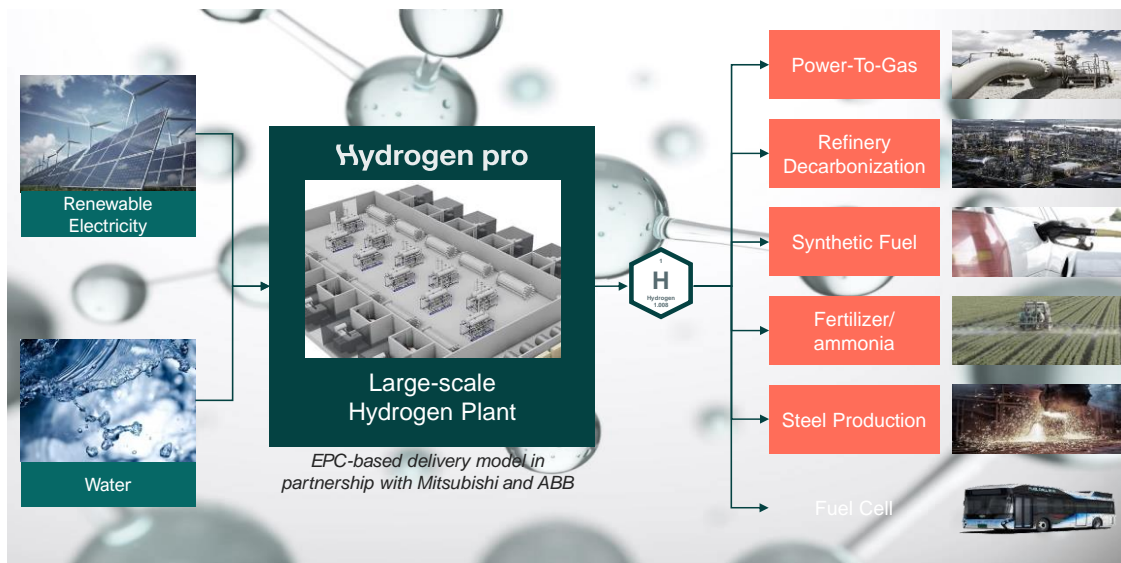 Renewable
Electricity
Water
Hydrogen pro
Large-scale
Hydrogen Plant
EPC-based delivery model in
partnership with Mitsubishi and ABB
1
H
Hydrogen
1.008
Power-To-Gas
Refinery
Decarbonization
Synthetic Fuel
Fertilizer/
ammonia
Steel Production
Fuel Cell